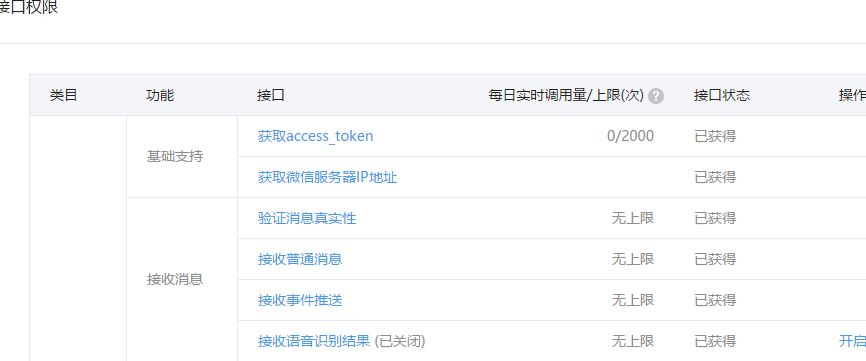 接口权限
类目 功能 接口 每日实时调用量/上限(次) ? 接口状态 操作
基础支持 获取access_token 0/2000 已获得
获取微信服务器IP地址 已获得
接收消息 验证消息真实性 无上限 已获得
接收普通消息 无上限 已获得
接收事件推送 无上限 已获得
接收语音识别结果 (已关闭) 无上限 已获得 开启